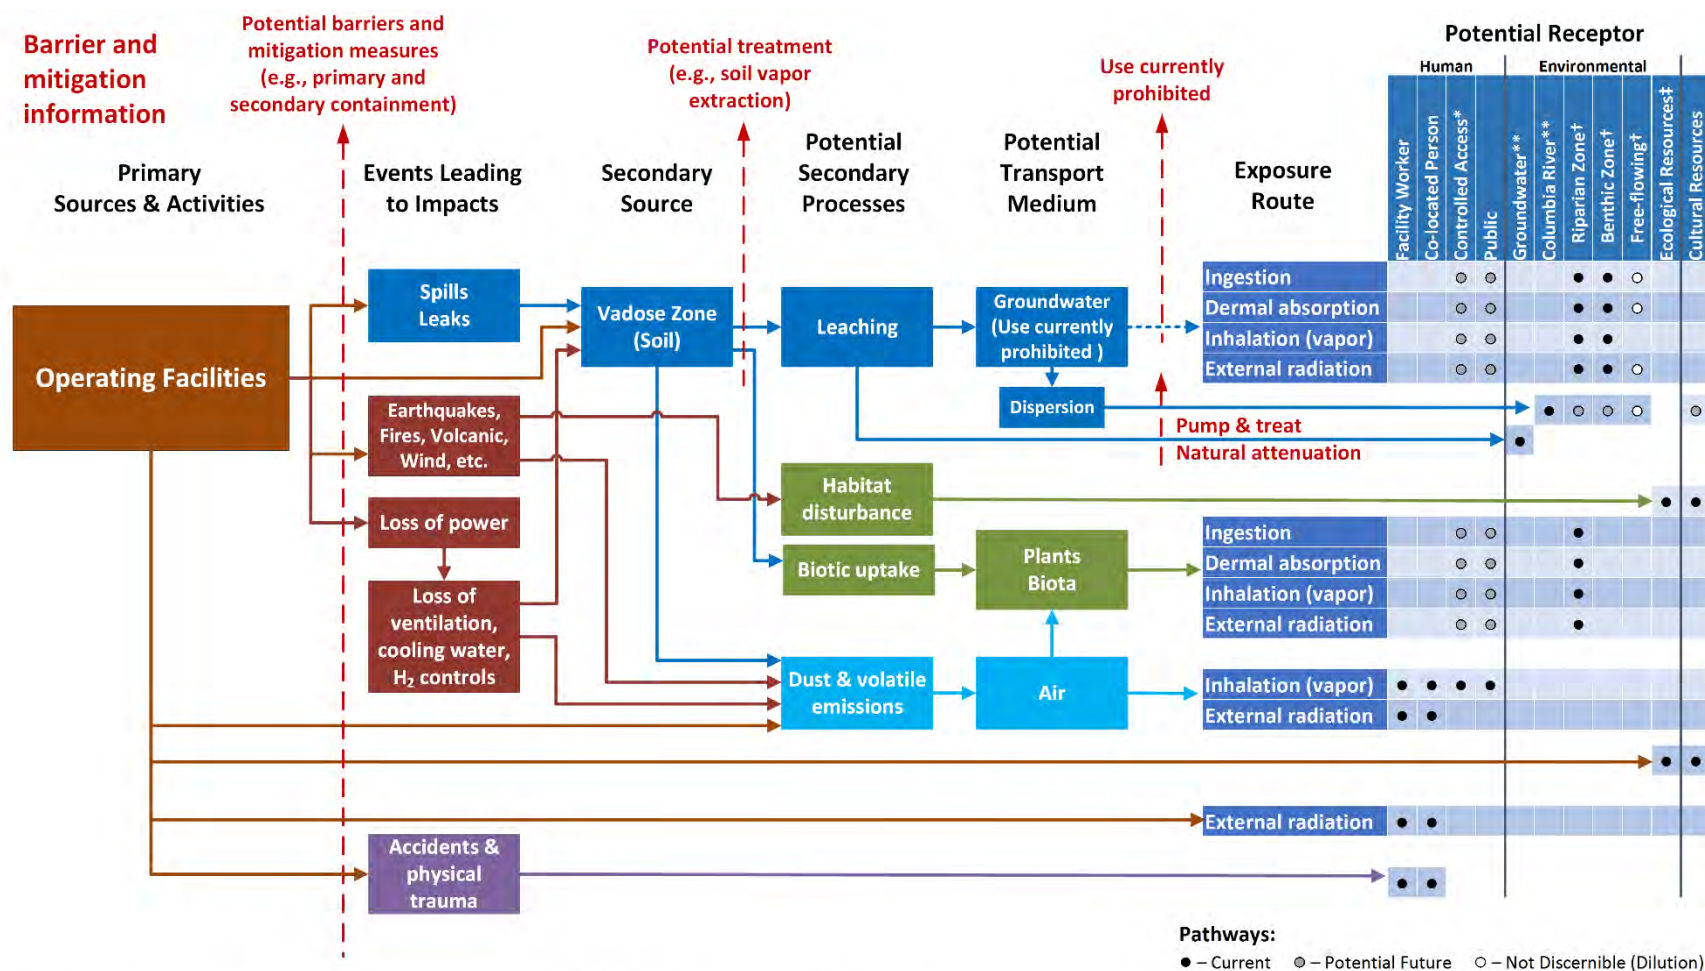 Barrier and
mitigation
information
Potential barriers and
mitigation measures
(e.g., primary and
secondary containment)
Potential treatment
(e.g., soil vapor
extraction)
Use currently
prohibited
Potential Receptor
Human
Environmental
Primary
Sources & Activities
Events Leading
to Impacts
Secondary
Source
Potential
Secondary
Processes
Potential
Transport
Medium
Exposure
Route
Facility Worker
Co-located Person
Controlled Access*
Public
Groundwater**
Columbia River**
Riparian Zone†
Benthic Zone†
Free-flowing†
Ecological Resources‡
Cultural Resources
Operating Facilities
Spills
Leaks
Vadose Zone
(Soil)
Leaching
Groundwater
(Use currently
prohibited )
Ingestion
Dermal absorption
Inhalation (vapor)
External radiation
Dispersion
Pump & treat
Natural attenuation
Earthquakes,
Fires, Volcanic,
Wind, etc.
Habitat
disturbance
Loss of power
Biotic uptake
Plants
Biota
Ingestion
Dermal absorption
Inhalation (vapor)
External radiation
Loss of
ventilation,
cooling water,
H₂ controls
Dust & volatile
emissions
Air
Inhalation (vapor)
External radiation
External radiation
Accidents &
physical
trauma
Pathways:
● – Current ● – Potential Future ○ – Not Discernible (Dilution)